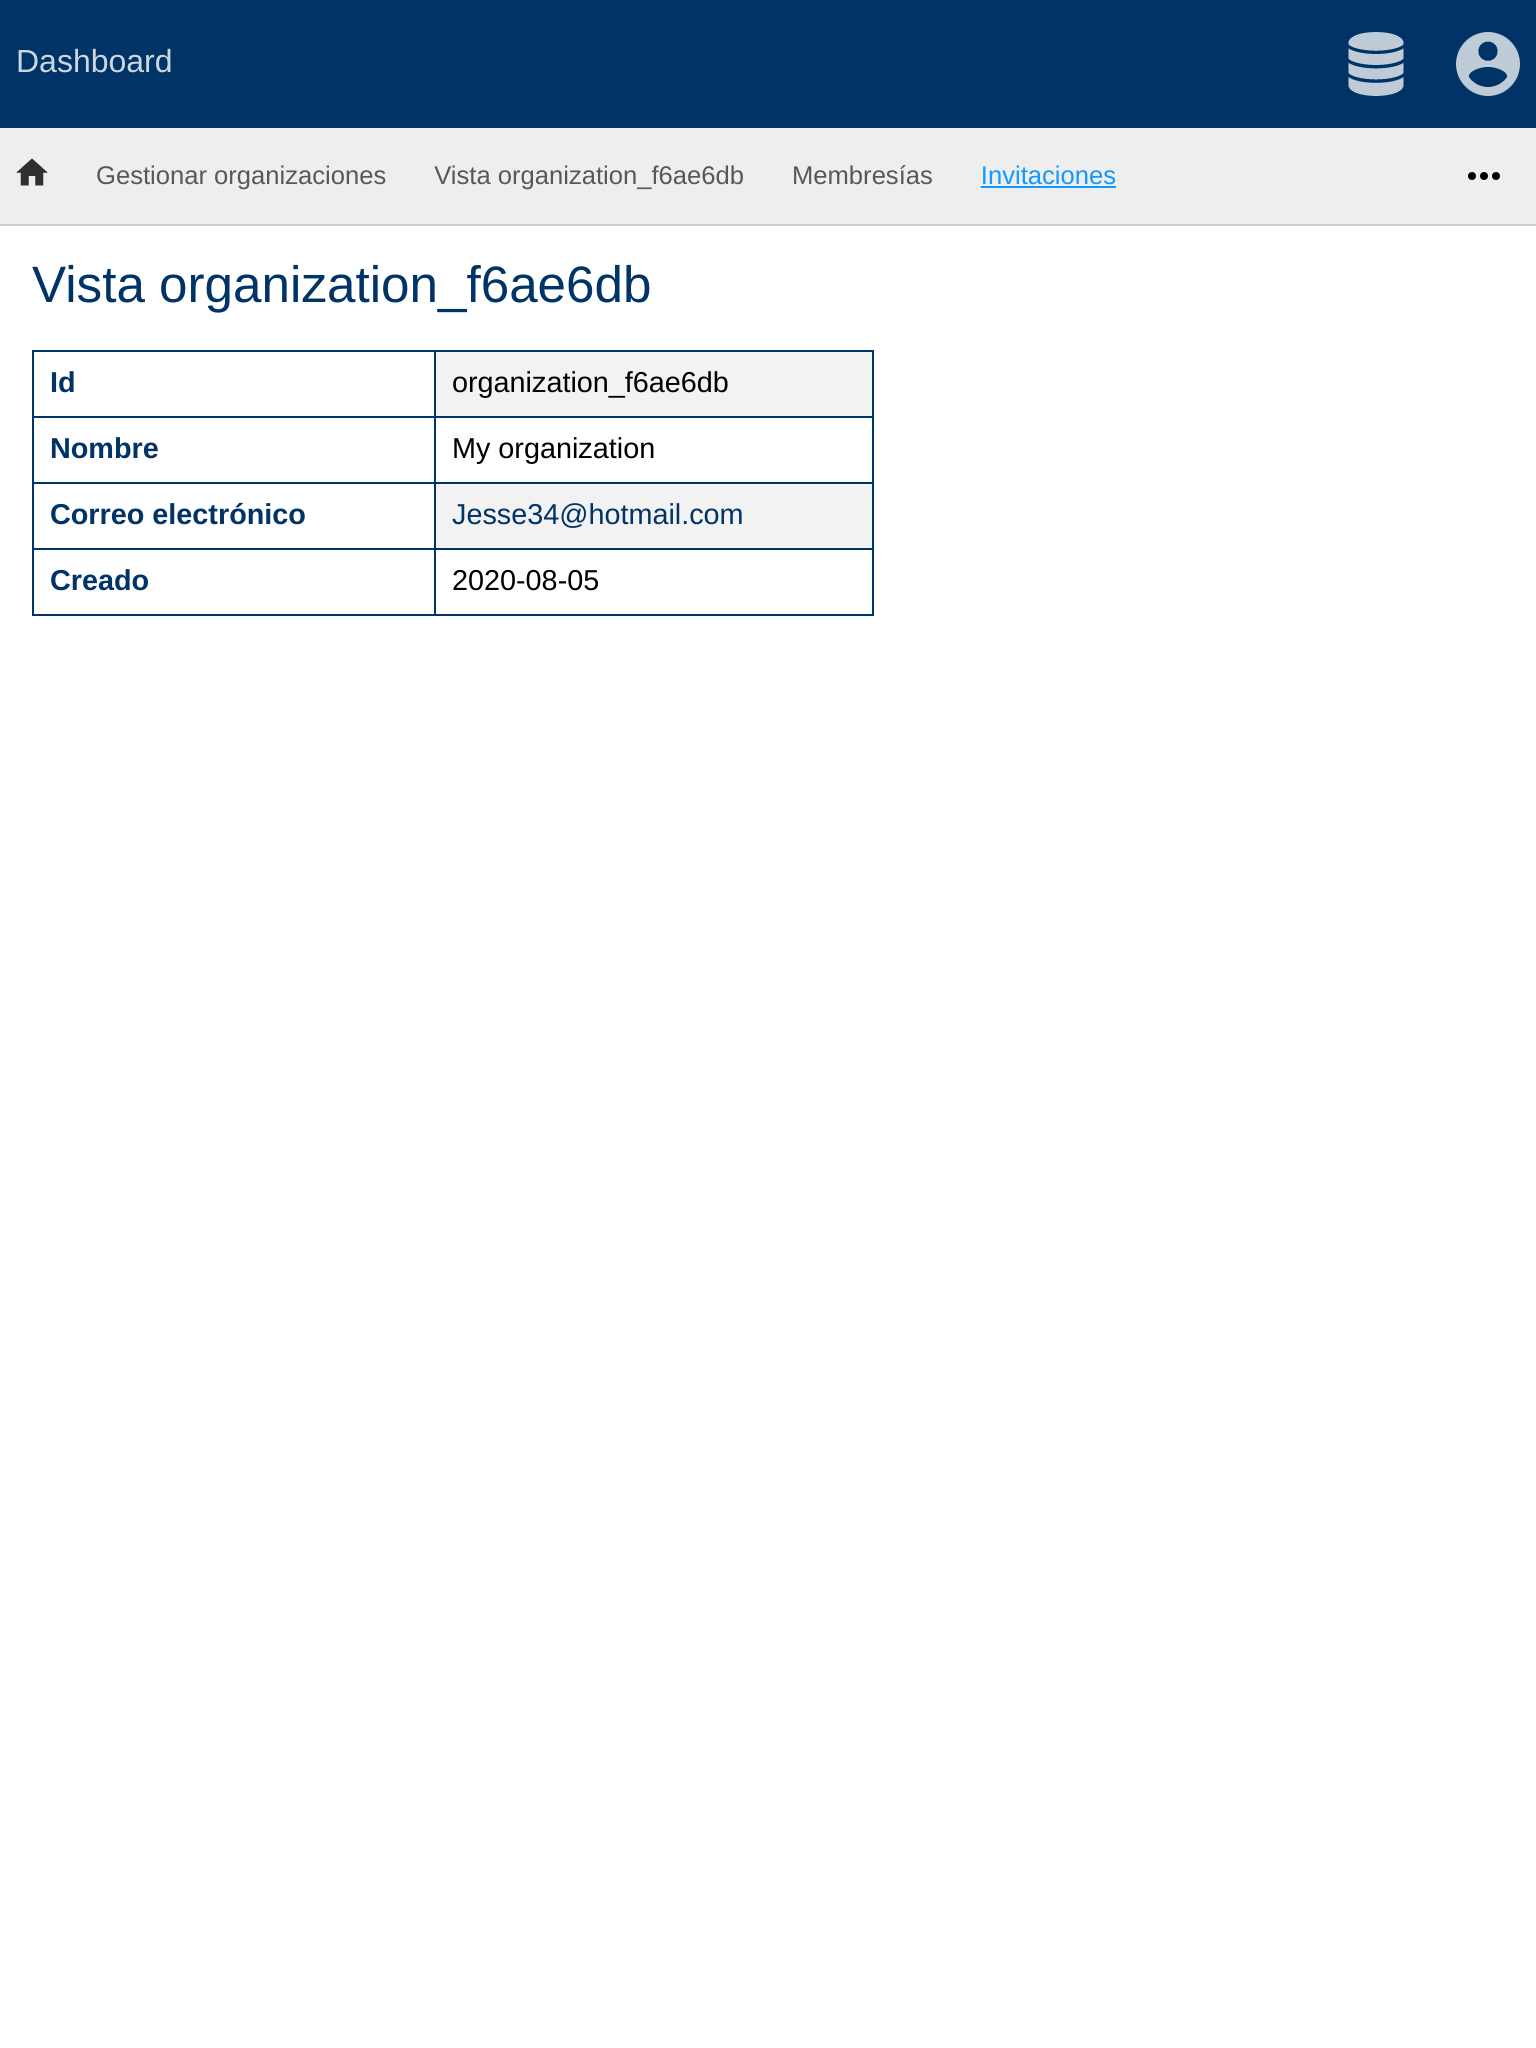 Dashboard
Gestionar organizaciones Vista organization_f6ae6db Membresías Invitaciones
Vista organization_f6ae6db
Id organization_f6ae6db
Nombre My organization
Correo electrónico Jesse34@hotmail.com
Creado 2020-08-05